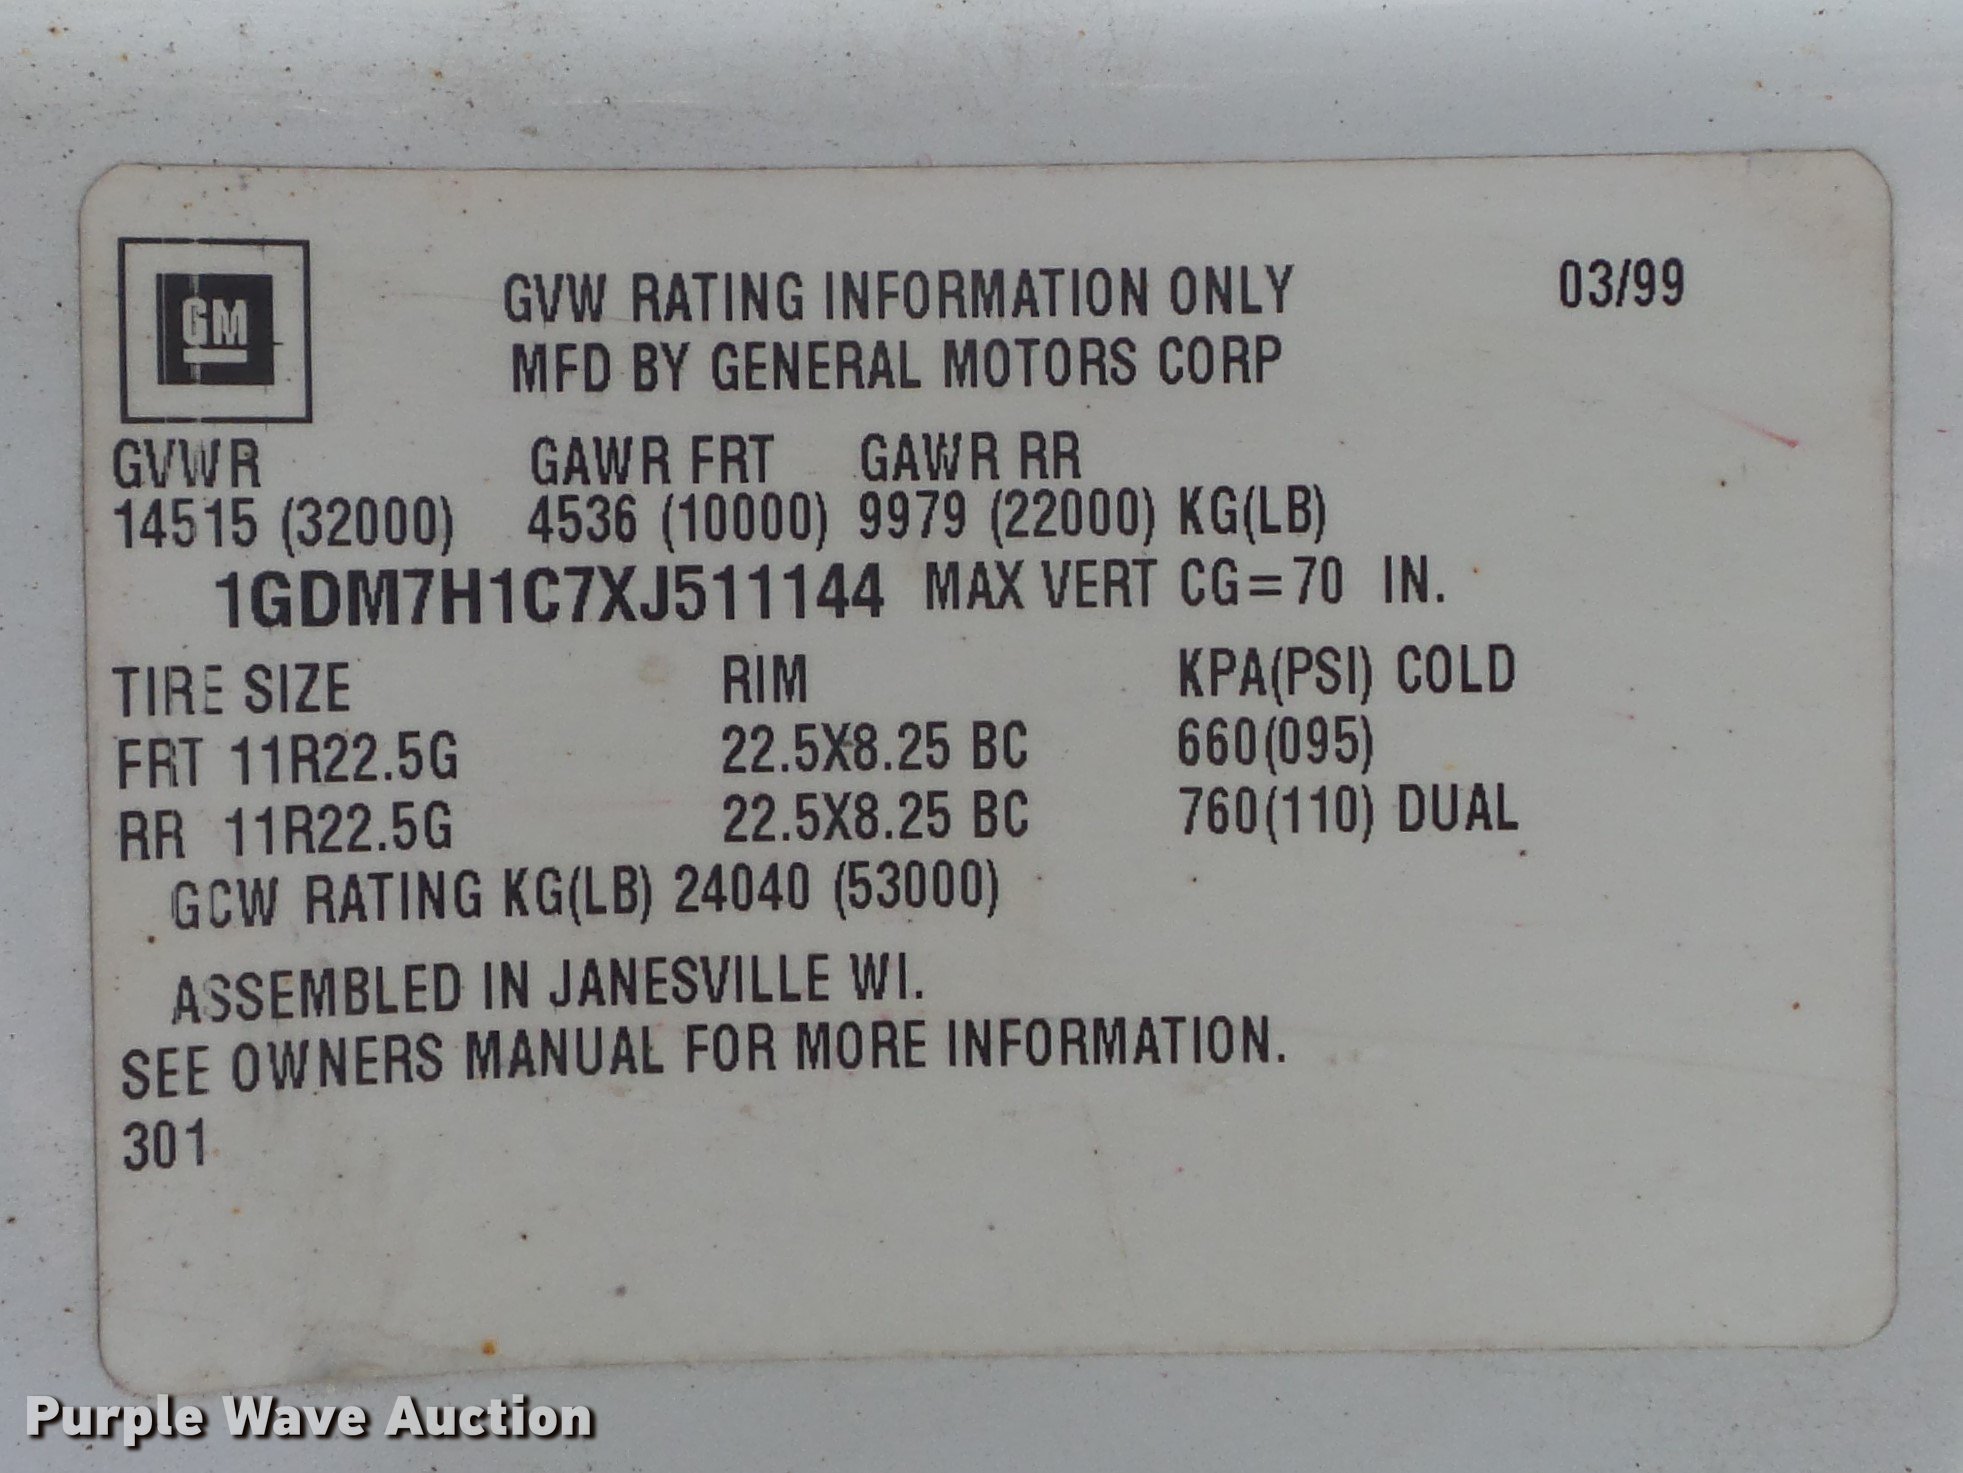 GM
GVW RATING INFORMATION ONLY 03/99
MFD BY GENERAL MOTORS CORP
GVWR GAWR FRT GAWR RR
14515 (32000) 4536 (10000) 9979 (22000) KG(LB)
1GDM7H1C7XJ511144 MAX VERT CG=70 IN.
TIRE SIZE RIM KPA(PSI) COLD
FRT 11R22.5G 22.5X8.25 BC 660(095)
RR 11R22.5G 22.5X8.25 BC 760(110) DUAL
GCW RATING KG(LB) 24040 (53000)
ASSEMBLED IN JANESVILLE WI.
SEE OWNERS MANUAL FOR MORE INFORMATION.
301
Purple Wave Auction